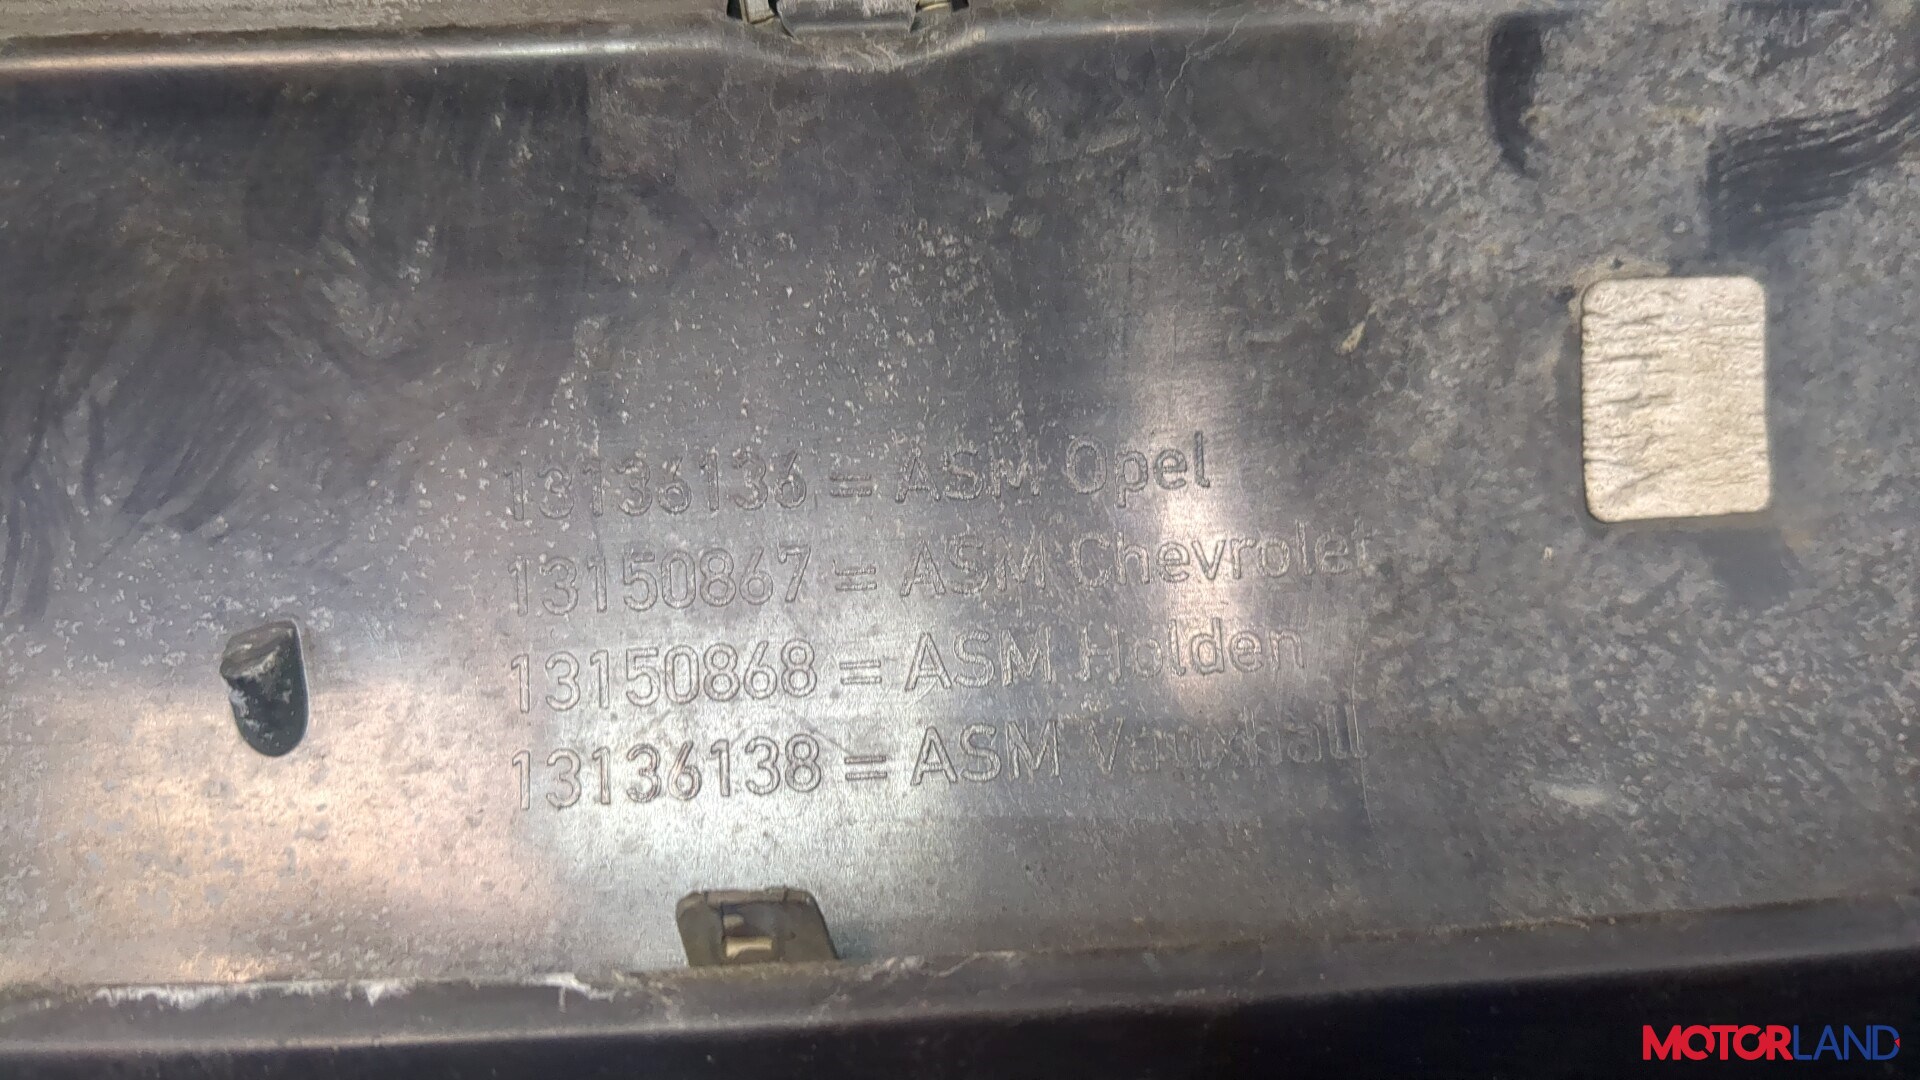 13136136 = ASM Opel
13150867 = ASM Chevrolet
13150868 = ASM Holden
13136138 = ASM Vauxhall
MOTORLAND